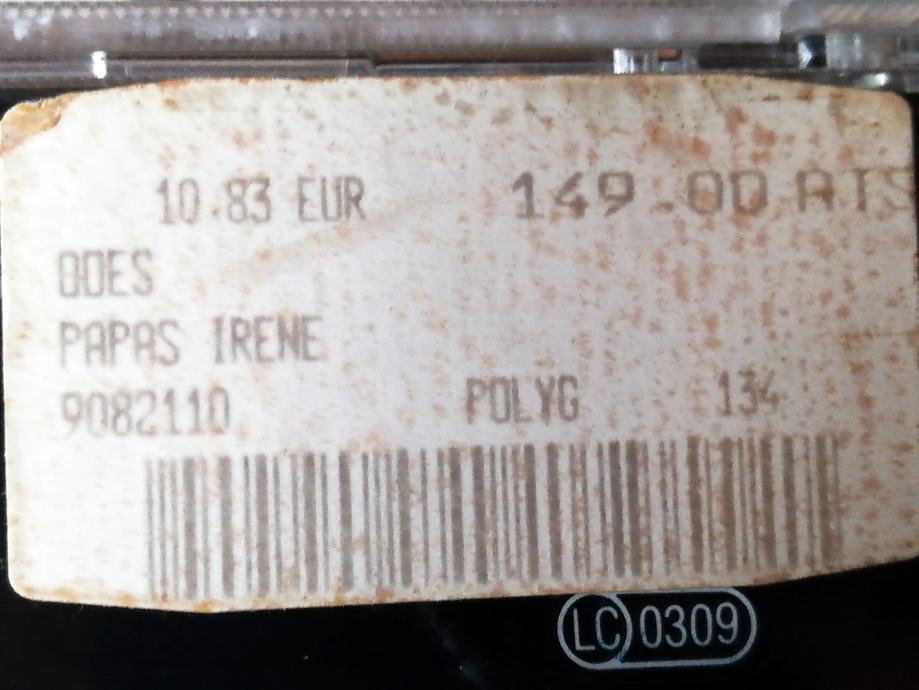 10.83 EUR 149.00 ATS
ODES
PAPAS IRENE
9082110 POLYG 134
LC 0309